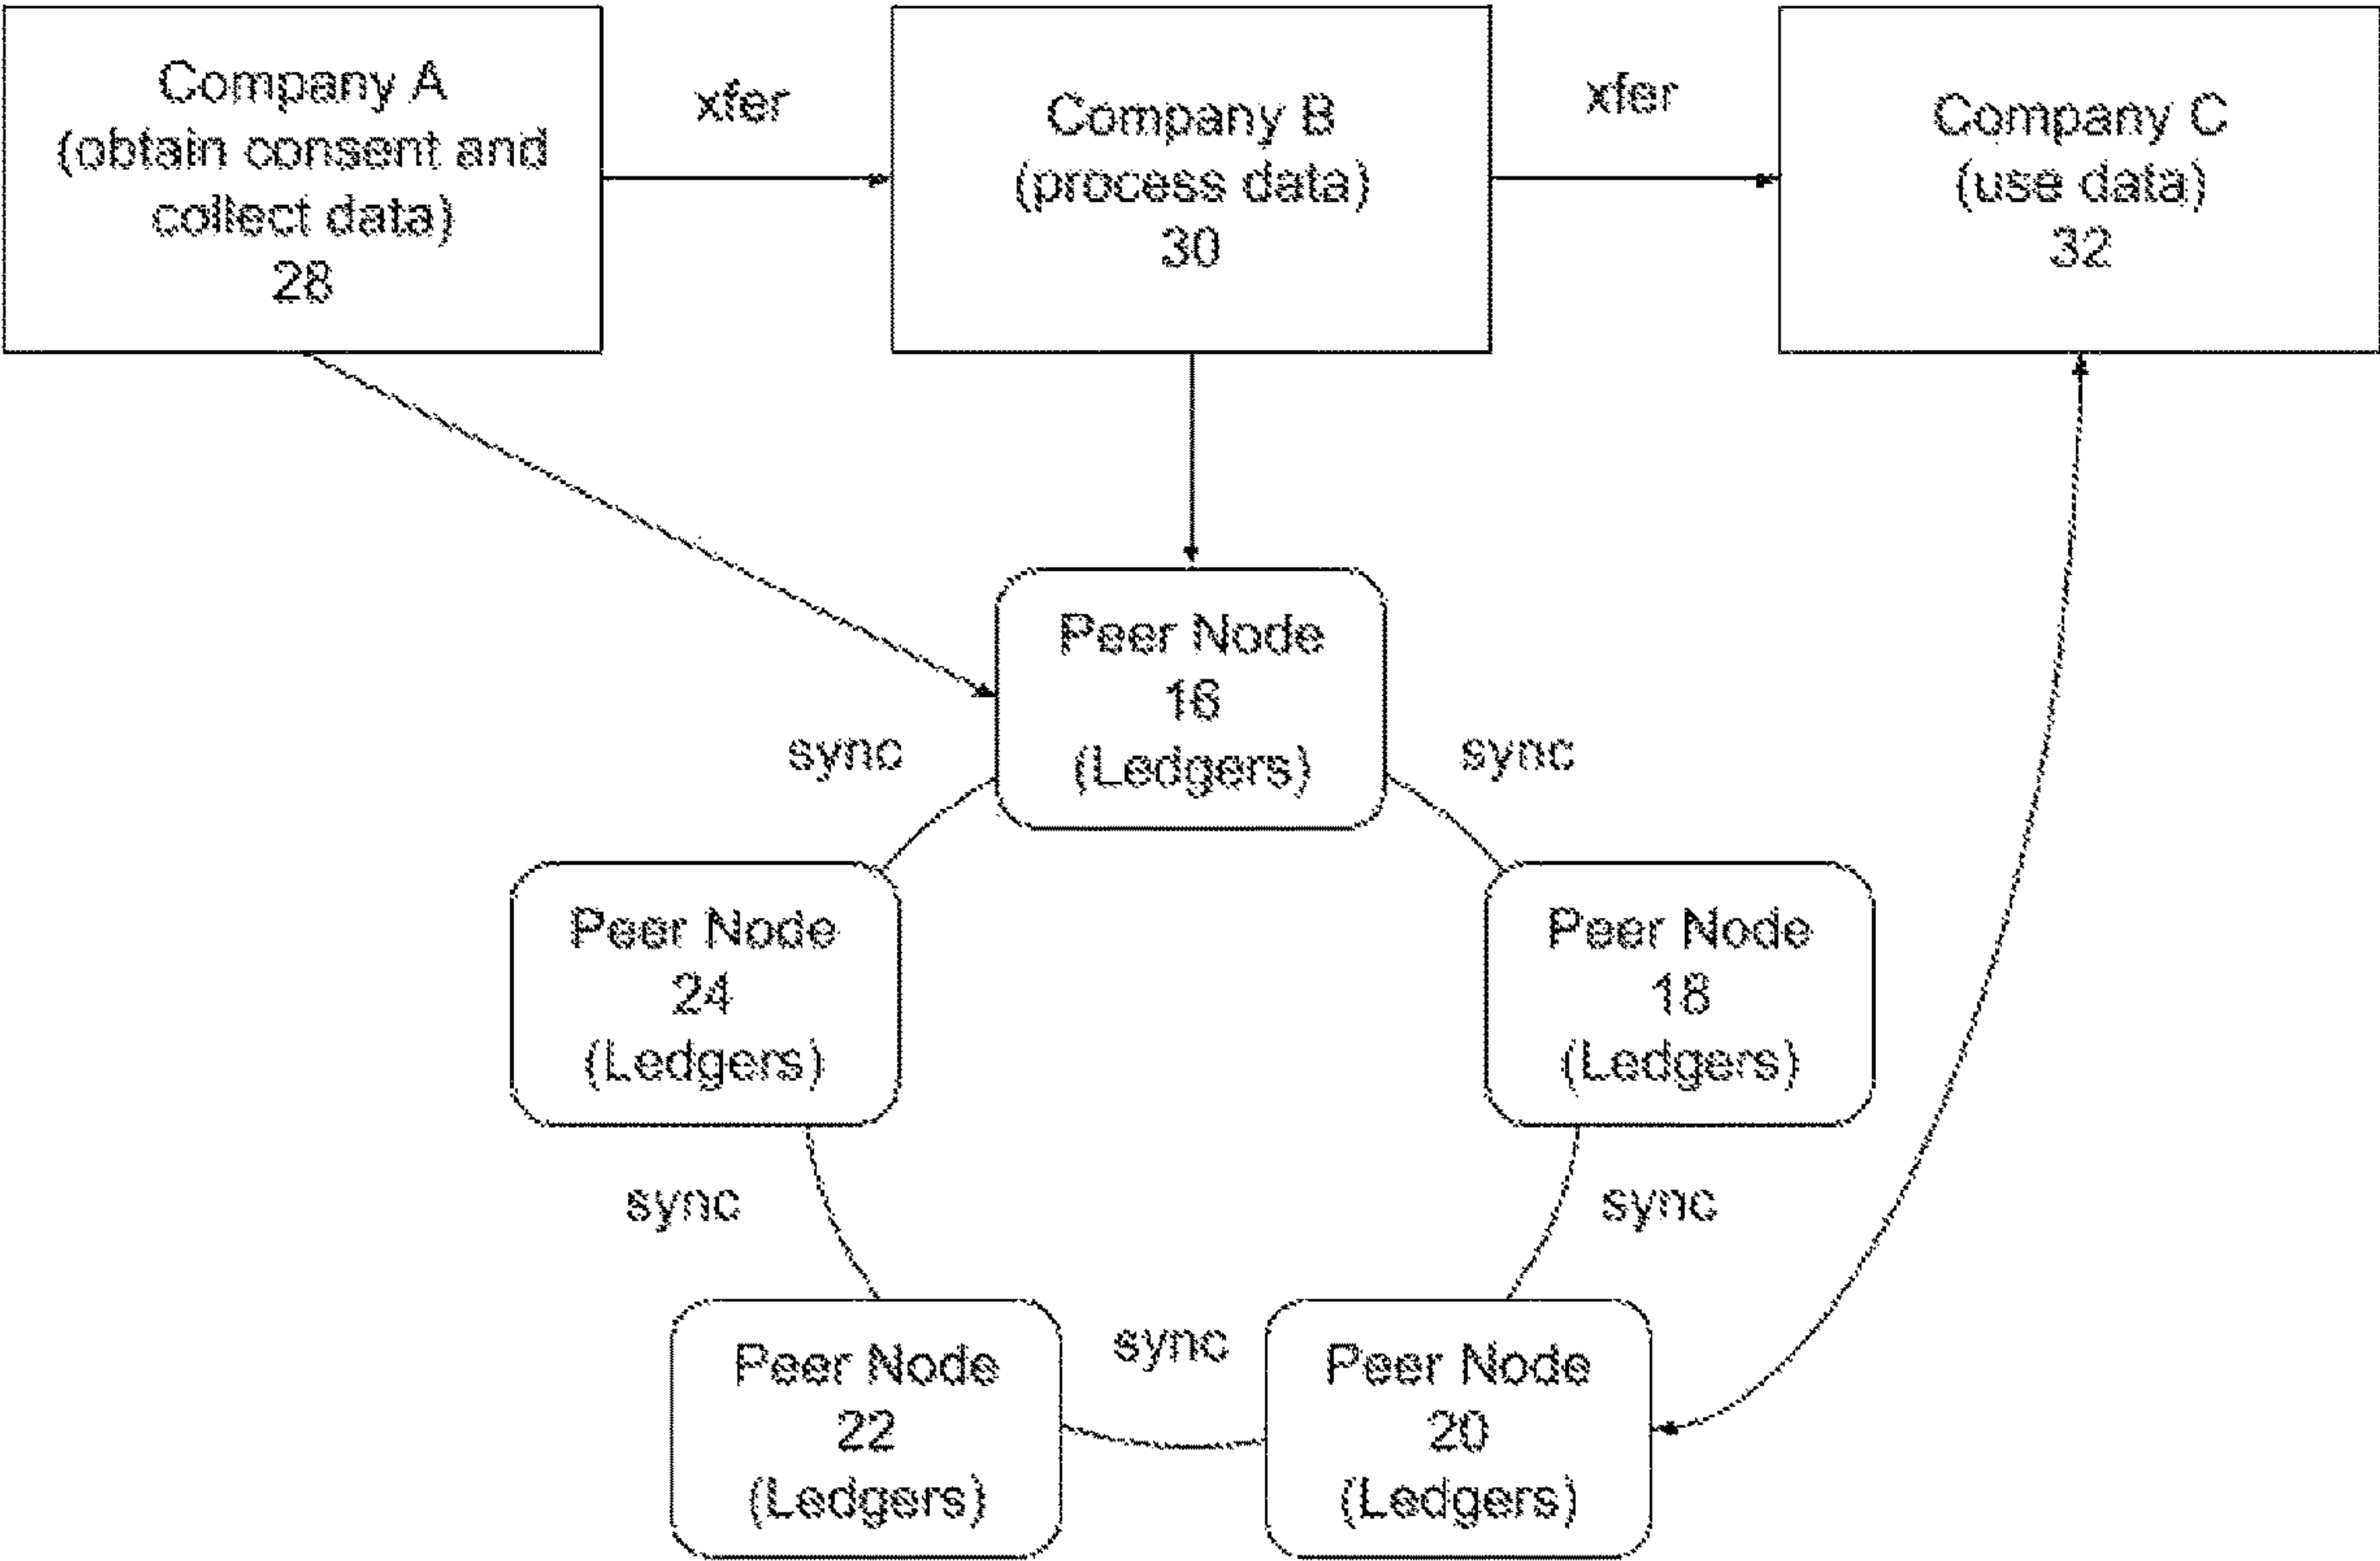 Company A
(obtain consent and
collect data)
28
xfer
Company B
(process data)
30
xfer
Company C
(use data)
32
Peer Node
16
(Ledgers)
sync
sync
Peer Node
24
(Ledgers)
Peer Node
18
(Ledgers)
sync
sync
Peer Node
22
(Ledgers)
sync
Peer Node
20
(Ledgers)